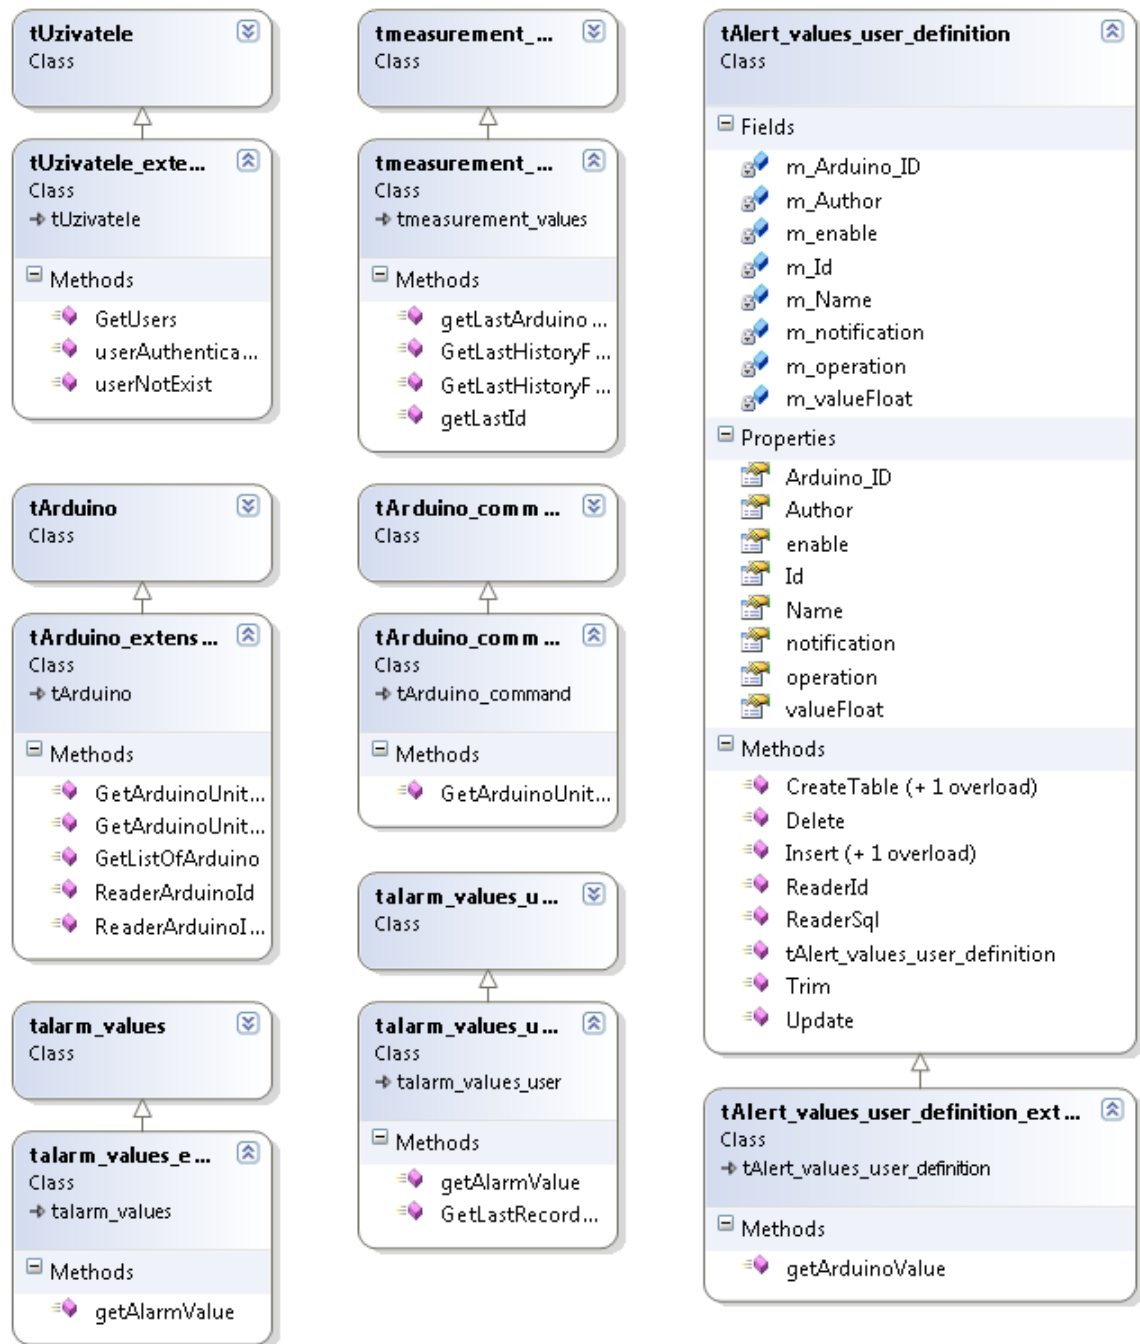 tUzivatele
Class
tUzivatele_exte...
Class
tUzivatele
Methods
GetUsers
userAuthentica...
userNotExist
tArduino
Class
tArduino_extens...
Class
tArduino
Methods
GetArduinoUnit...
GetArduinoUnit...
GetListOfArduino
ReaderArduinoId
ReaderArduinoI...
talarm_values
Class
talarm_values_e...
Class
talarm_values
Methods
getAlarmValue
tmeasurement_...
Class
tmeasurement_...
Class
tmeasurement_values
Methods
getLastArduino...
GetLastHistoryF...
GetLastHistoryF...
getLastId
tArduino_comm...
Class
tArduino_comm...
Class
tArduino_command
Methods
GetArduinoUnit...
talarm_values_u...
Class
talarm_values_u...
Class
talarm_values_user
Methods
getAlarmValue
GetLastRecord...
tAlert_values_user_definition
Class
Fields
m_Arduino_ID
m_Author
m_enable
m_Id
m_Name
m_notification
m_operation
m_valueFloat
Properties
Arduino_ID
Author
enable
Id
Name
notification
operation
valueFloat
Methods
CreateTable (+ 1 overload)
Delete
Insert (+ 1 overload)
ReaderId
ReaderSql
tAlert_values_user_definition
Trim
Update
tAlert_values_user_definition_ext...
Class
tAlert_values_user_definition
Methods
getArduinoValue